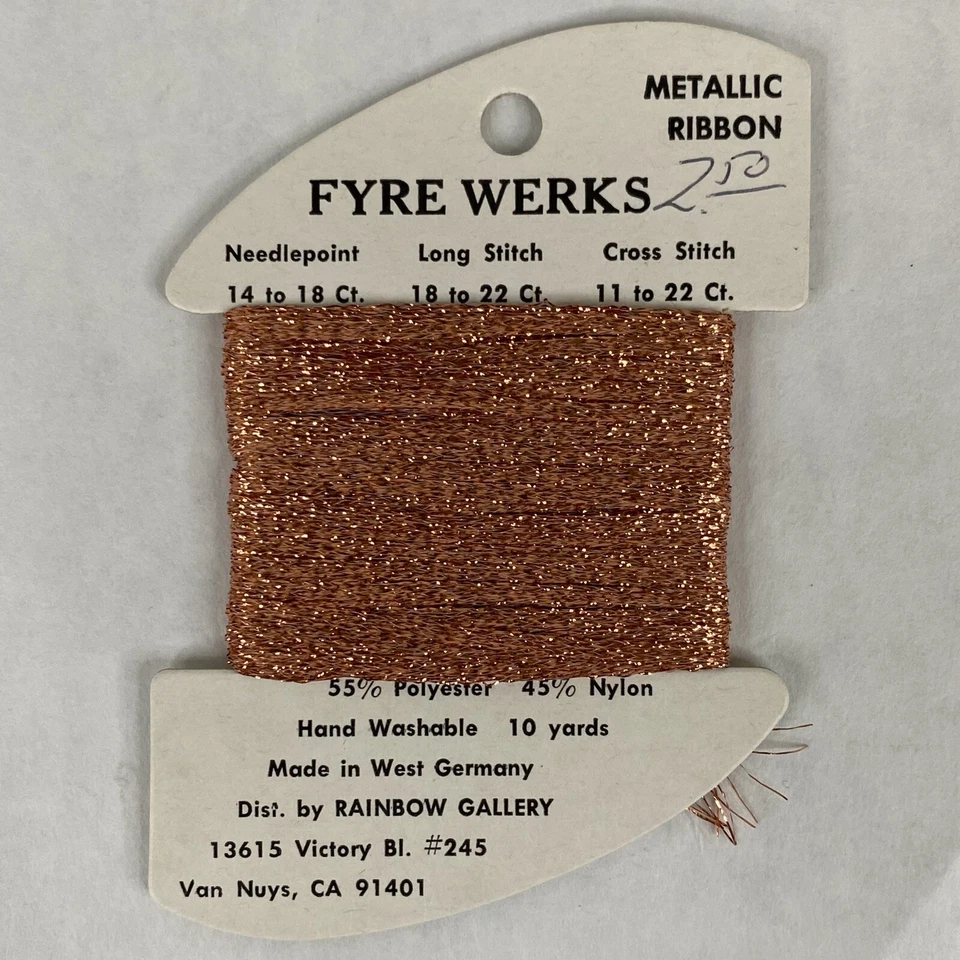 METALLIC
RIBBON
2.50
FYRE WERKS
Needlepoint Long Stitch Cross Stitch
14 to 18 Ct. 18 to 22 Ct. 11 to 22 Ct.
55% Polyester 45% Nylon
Hand Washable 10 yards
Made in West Germany
Dist. by RAINBOW GALLERY
13615 Victory Bl. #245
Van Nuys, CA 91401